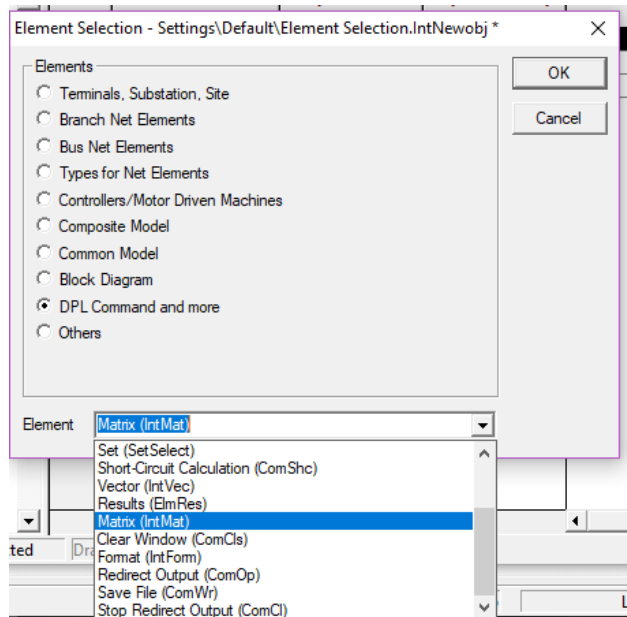 Element Selection - Settings\Default\Element Selection.IntNewobj *
Elements
OK
Terminals, Substation, Site
Branch Net Elements
Cancel
Bus Net Elements
Types for Net Elements
Controllers/Motor Driven Machines
Composite Model
Common Model
Block Diagram
DPL Command and more
Others
Element Matrix (IntMat)
Set (SetSelect)
Short-Circuit Calculation (ComShc)
Vector (IntVec)
Results (ElmRes)
Matrix (IntMat)
Clear Window (ComCls)
Format (IntForm)
Redirect Output (ComOp)
Save File (ComWr)
Stop Redirect Output (ComCl)